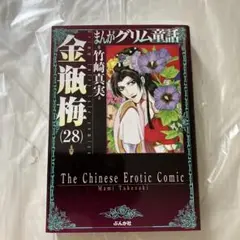 まんがグリム童話
金瓶梅
(28)
竹崎真実
The Chinese Erotic Comic
Mami Takezaki
ぶんか社